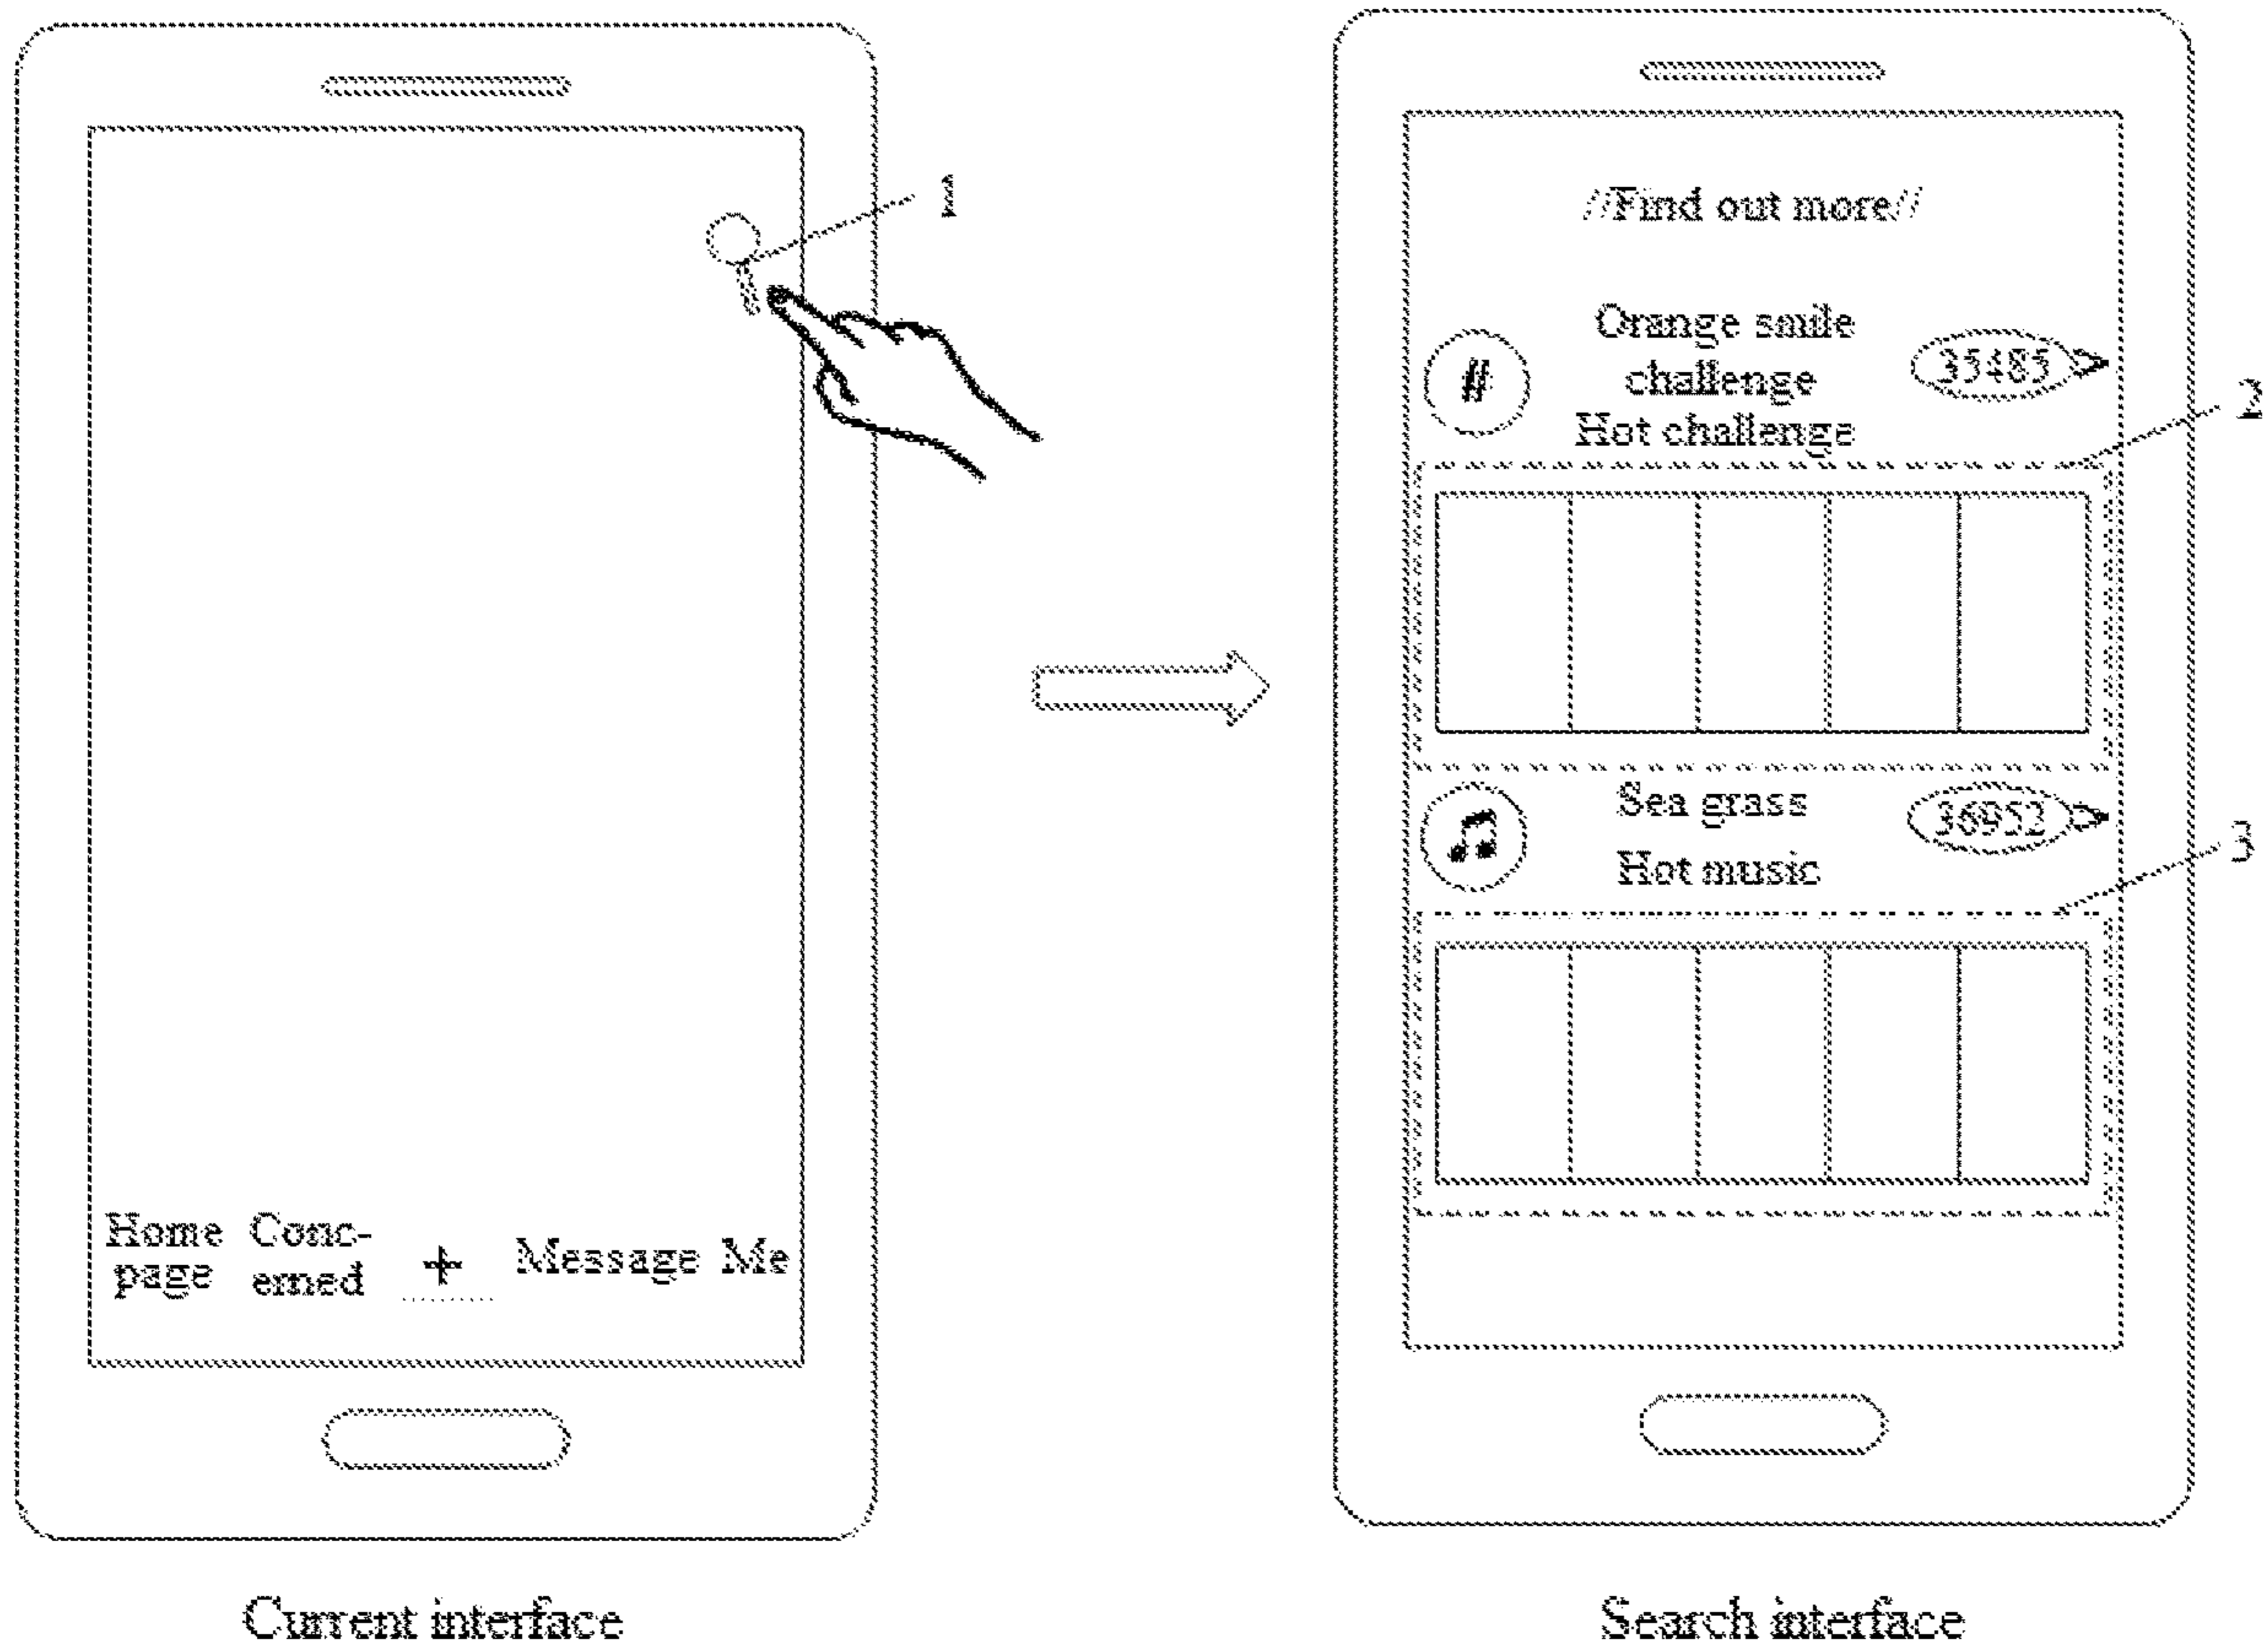 1
Home Conc-
page erned
+ Message Me
Current interface
//Find out more//
#
Orange smile
challenge
Hot challenge
35485 >
2
Sea grass
Hot music
36952 >
3
Search interface